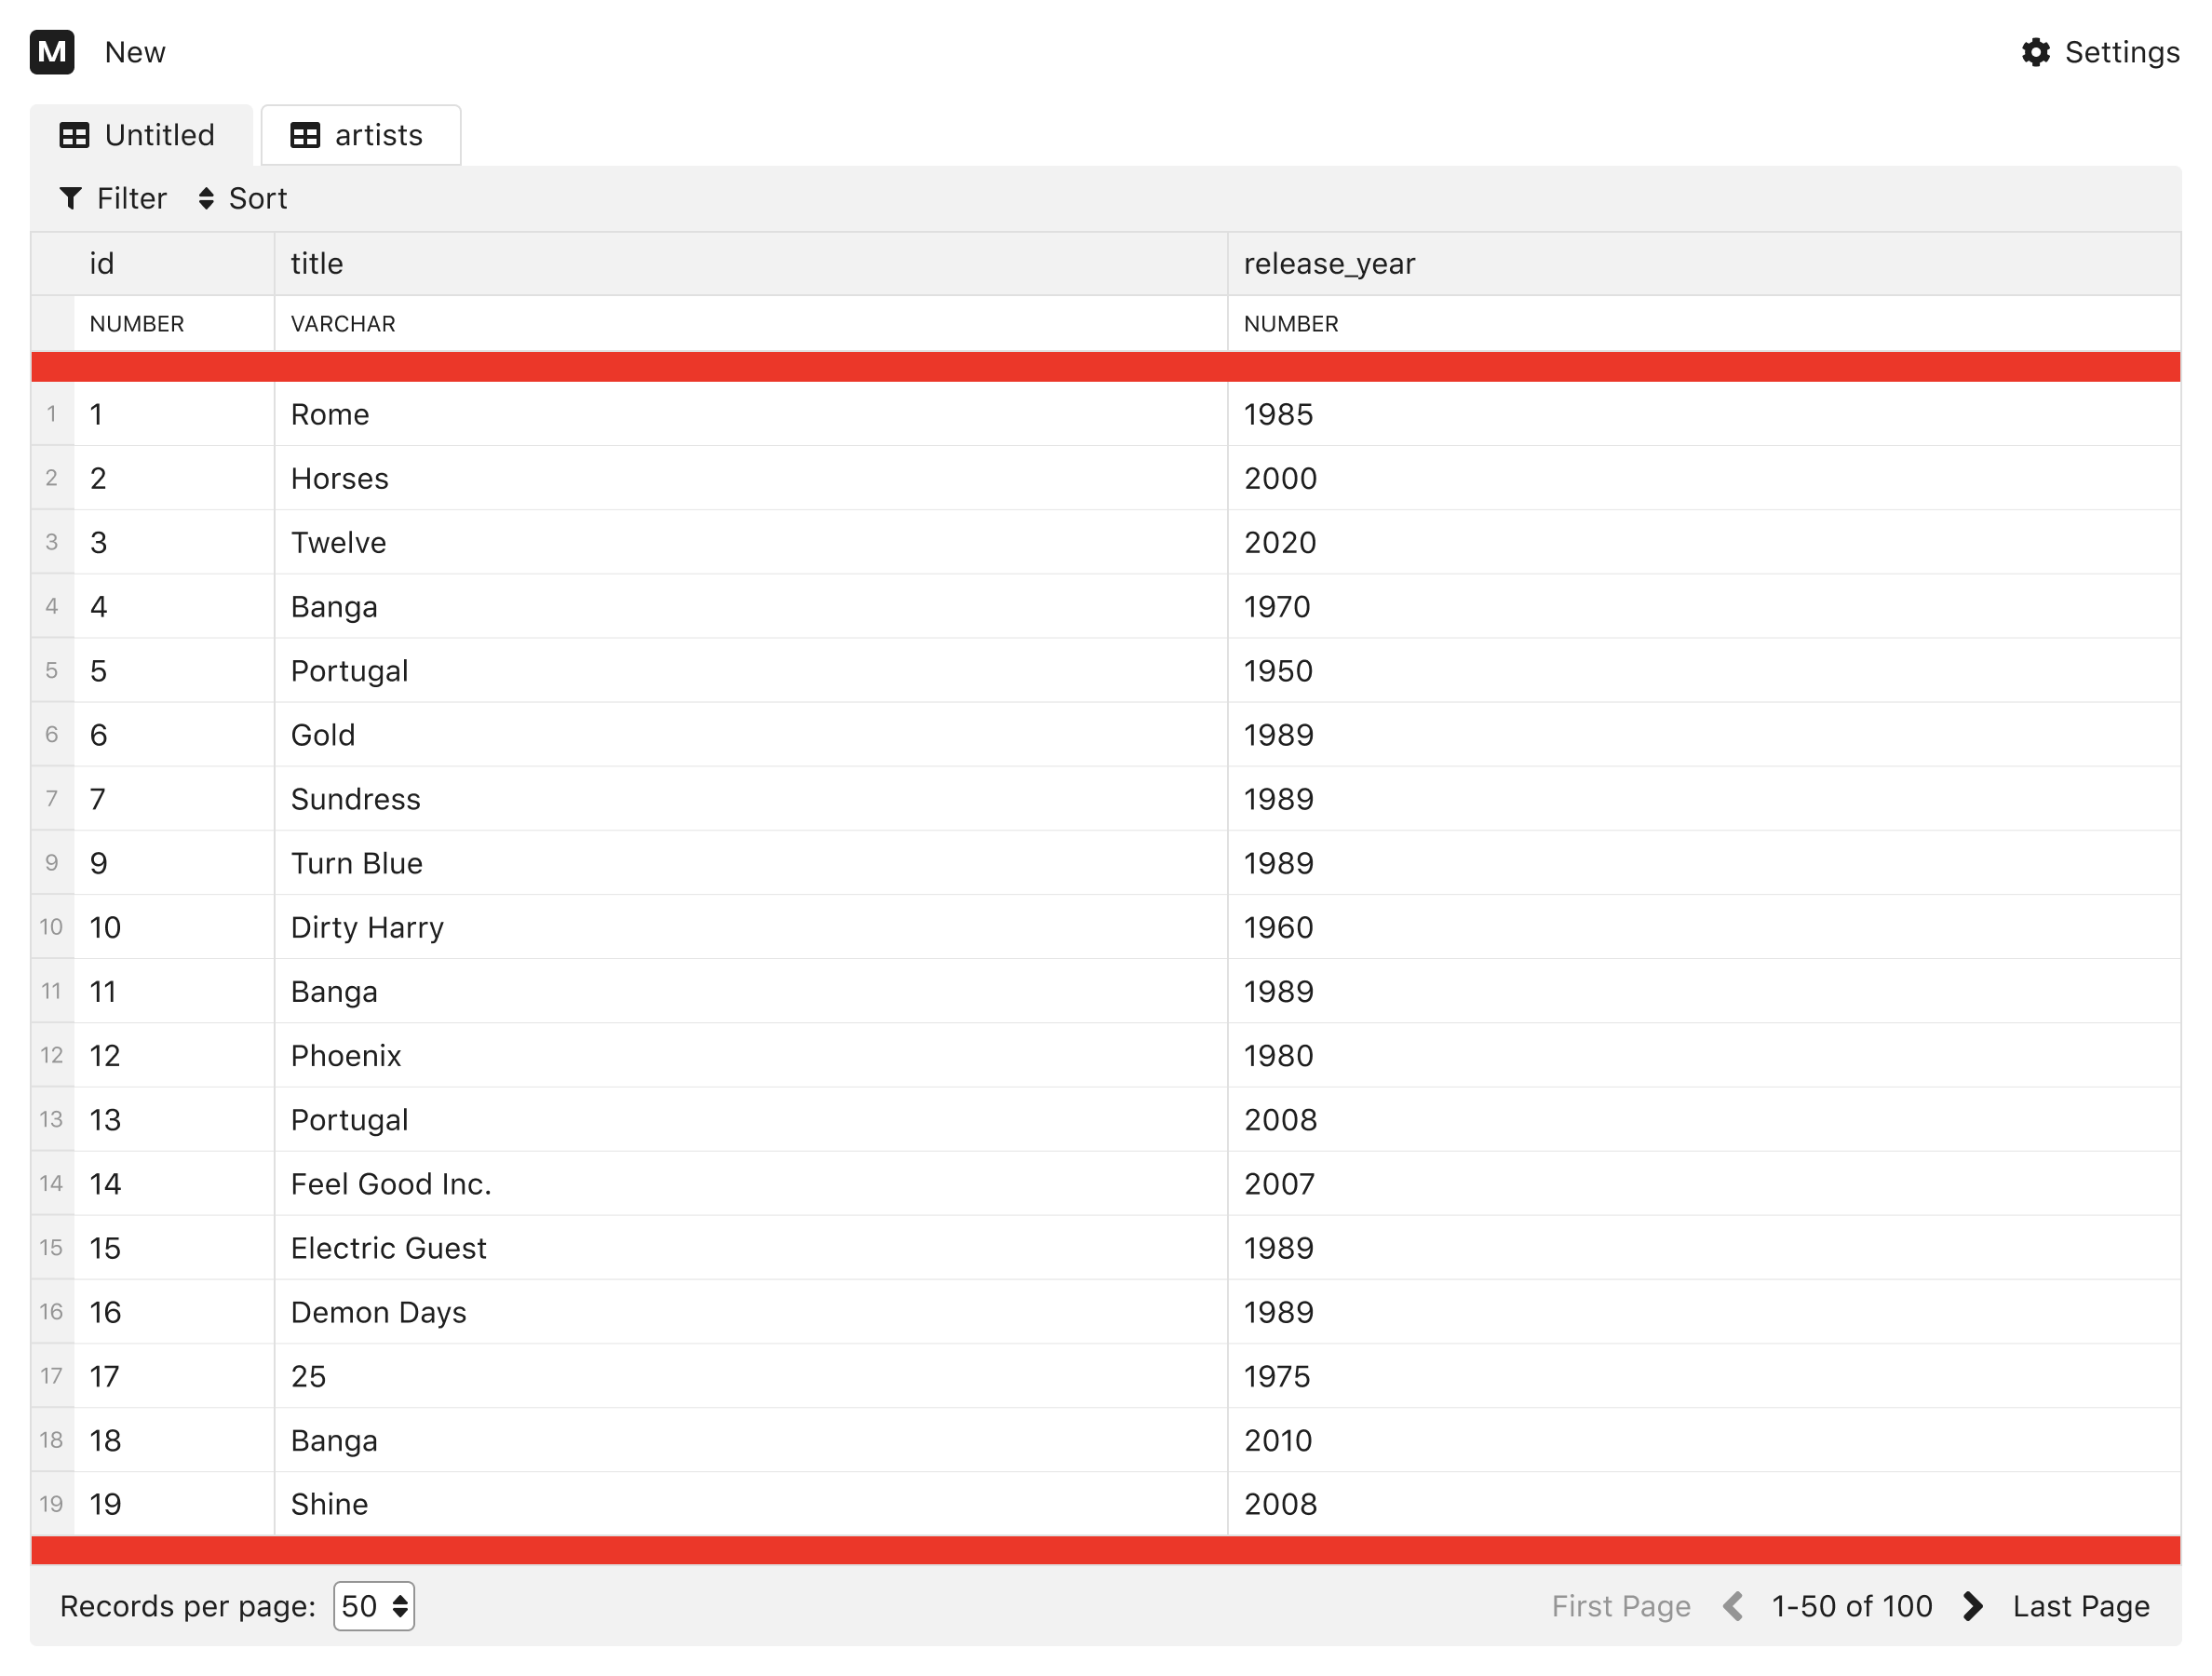 M New Settings
Untitled artists
Filter Sort
id title release_year
NUMBER VARCHAR NUMBER
1 1 Rome 1985
2 2 Horses 2000
3 3 Twelve 2020
4 4 Banga 1970
5 5 Portugal 1950
6 6 Gold 1989
7 7 Sundress 1989
9 9 Turn Blue 1989
10 10 Dirty Harry 1960
11 11 Banga 1989
12 12 Phoenix 1980
13 13 Portugal 2008
14 14 Feel Good Inc. 2007
15 15 Electric Guest 1989
16 16 Demon Days 1989
17 17 25 1975
18 18 Banga 2010
19 19 Shine 2008
Records per page: 50 First Page 1-50 of 100 Last Page